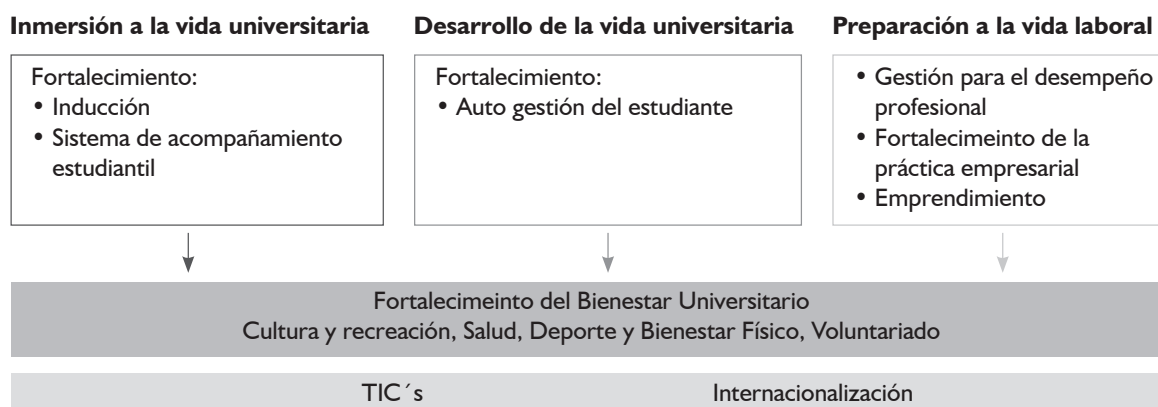 Inmersión a la vida universitaria
Fortalecimiento:
• Inducción
• Sistema de acompañamiento
estudiantil
Desarrollo de la vida universitaria
Fortalecimiento:
• Auto gestión del estudiante
Preparación a la vida laboral
• Gestión para el desempeño
profesional
• Fortalecimeinto de la
práctica empresarial
• Emprendimiento
Fortalecimeinto del Bienestar Universitario
Cultura y recreación, Salud, Deporte y Bienestar Físico, Voluntariado
TIC´s
Internacionalización